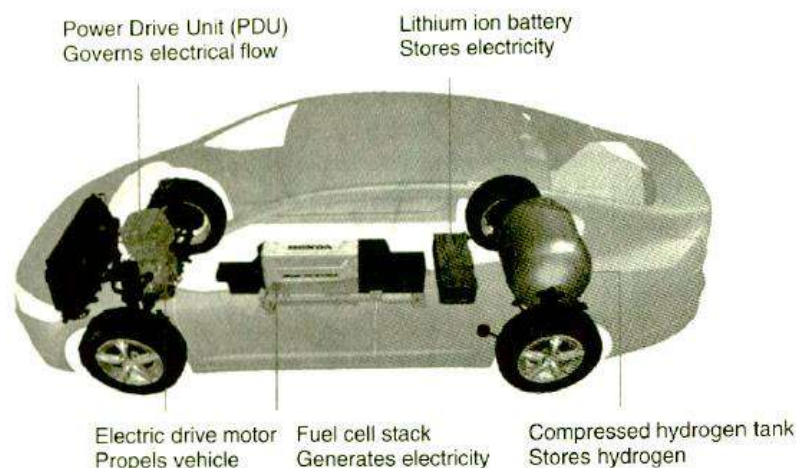 Power Drive Unit (PDU)
Governs electrical flow
Lithium ion battery
Stores electricity
HONDA
Electric drive motor
Propels vehicle
Fuel cell stack
Generates electricity
Compressed hydrogen tank
Stores hydrogen